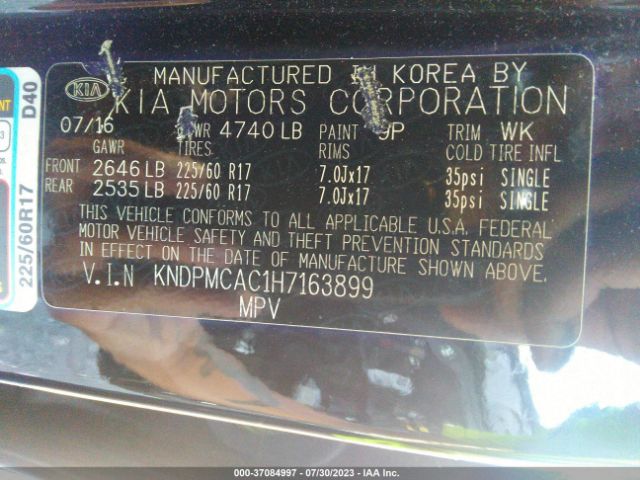 KIA
MANUFACTURED IN KOREA BY
KIA MOTORS CORPORATION
07/16 GVWR 4740 LB PAINT 9P TRIM WK
GAWR TIRES RIMS COLD TIRE INFL
FRONT 2646 LB 225/60 R17 7.0Jx17 35psi SINGLE
REAR 2535 LB 225/60 R17 7.0Jx17 35psi SINGLE
THIS VEHICLE CONFORMS TO ALL APPLICABLE U.S.A. FEDERAL
MOTOR VEHICLE SAFETY AND THEFT PREVENTION STANDARDS
IN EFFECT ON THE DATE OF MANUFACTURE SHOWN ABOVE.
V.I.N KNDPMCAC1H7163899
MPV
225/60R17 D40
000-37084997 - 07/30/2023 - IAA Inc.